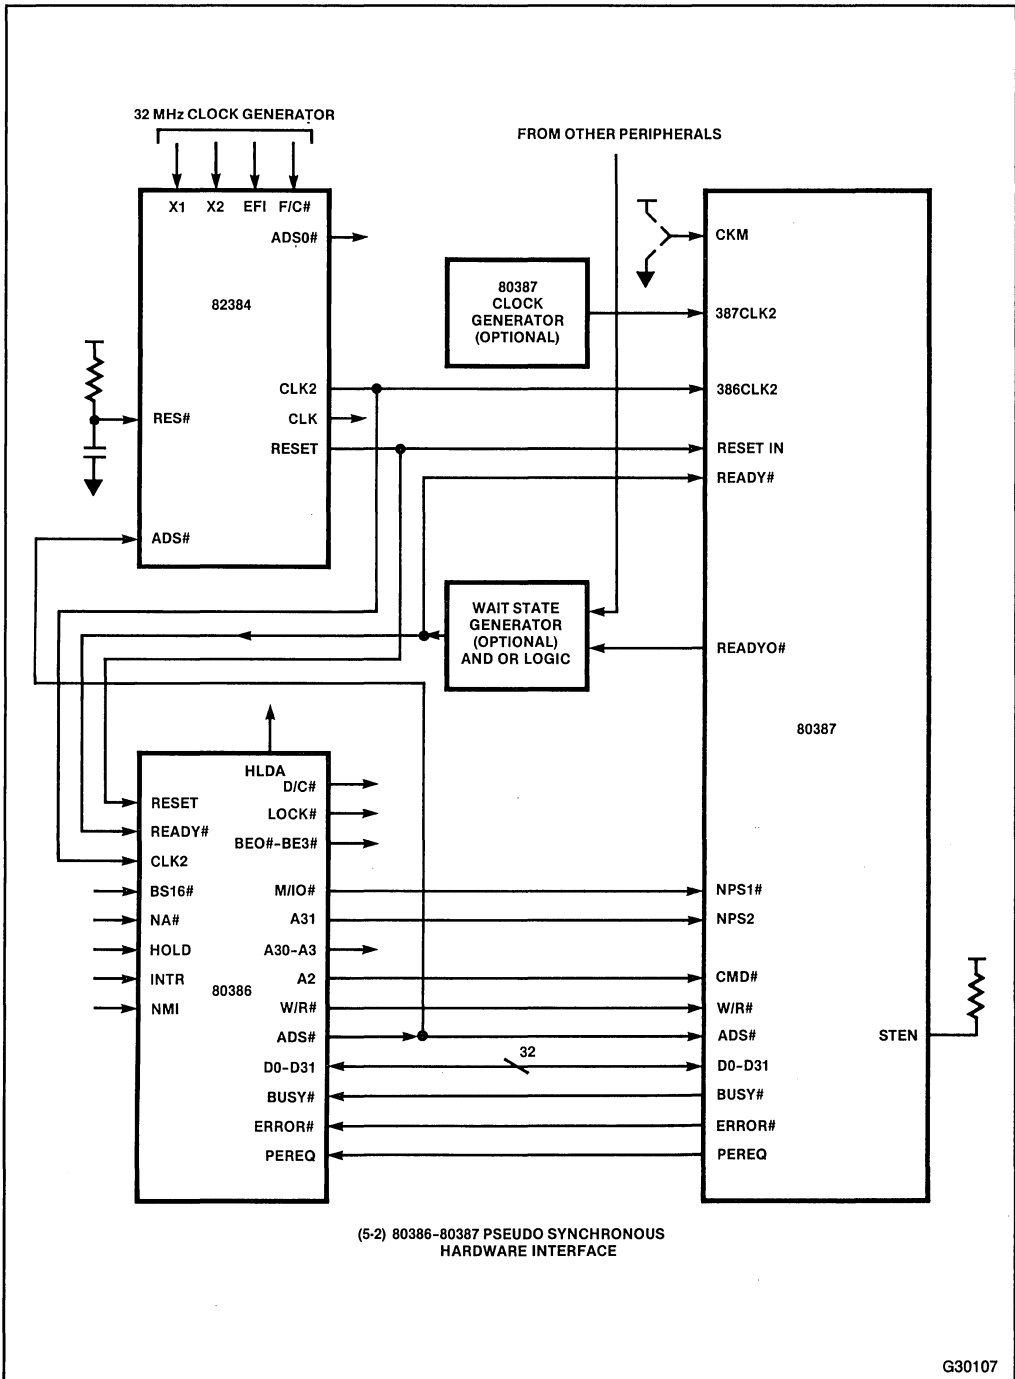 32 MHz CLOCK GENERATOR
FROM OTHER PERIPHERALS
X1 X2 EFI F/C#
ADS0#
82384
CLK2
CLK
RESET
RES#
ADS#
80387
CLOCK
GENERATOR
(OPTIONAL)
CKM
387CLK2
386CLK2
RESET IN
READY#
WAIT STATE
GENERATOR
(OPTIONAL)
AND OR LOGIC
READYO#
80387
HLDA
D/C#
LOCK#
BEO#-BE3#
M/IO#
A31
A30-A3
A2
W/R#
ADS#
D0-D31
BUSY#
ERROR#
PEREQ
RESET
READY#
CLK2
BS16#
NA#
HOLD
INTR
NMI
80386
32
NPS1#
NPS2
CMD#
W/R#
ADS#
D0-D31
BUSY#
ERROR#
PEREQ
STEN
(5-2) 80386-80387 PSEUDO SYNCHRONOUS
HARDWARE INTERFACE
G30107